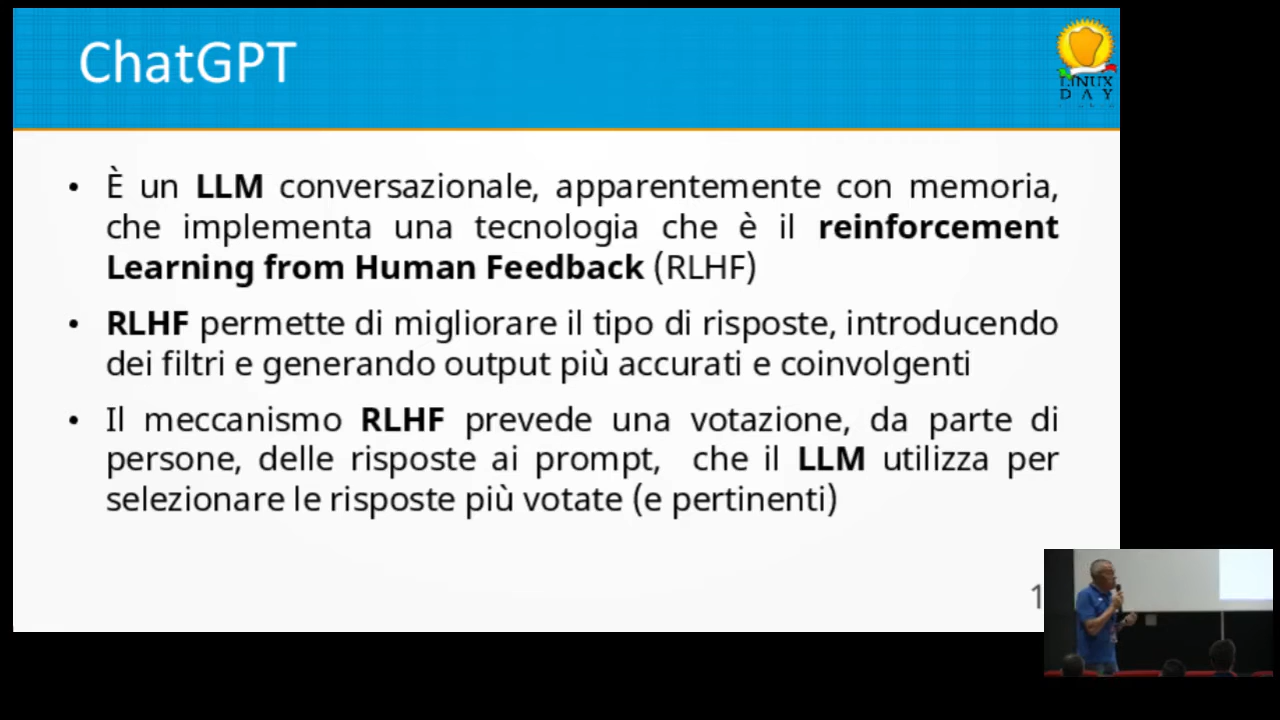 ChatGPT
LINUX
DAY
• È un LLM conversazionale, apparentemente con memoria,
che implementa una tecnologia che è il reinforcement
Learning from Human Feedback (RLHF)
• RLHF permette di migliorare il tipo di risposte, introducendo
dei filtri e generando output più accurati e coinvolgenti
• Il meccanismo RLHF prevede una votazione, da parte di
persone, delle risposte ai prompt, che il LLM utilizza per
selezionare le risposte più votate (e pertinenti)
1